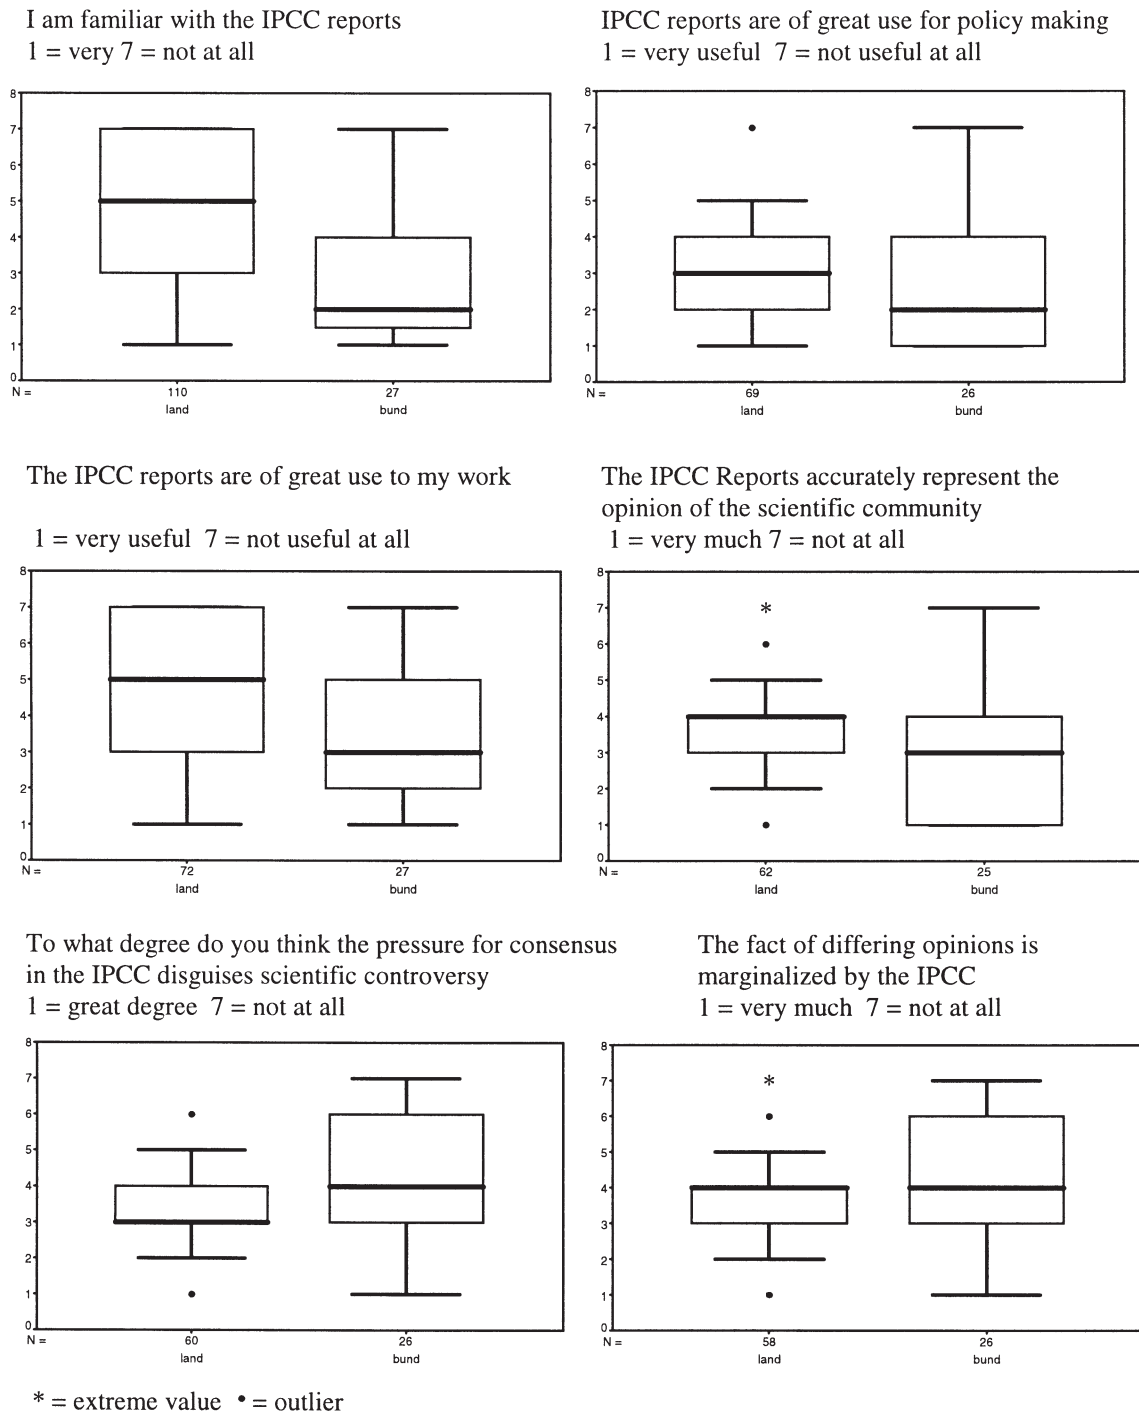 I am familiar with the IPCC reports
1 = very 7 = not at all
8
7
6
5
4
3
2
1
0
N =
110
27
land
bund
IPCC reports are of great use for policy making
1 = very useful 7 = not useful at all
8
7
6
5
4
3
2
1
0
N =
69
26
land
bund
The IPCC reports are of great use to my work
1 = very useful 7 = not useful at all
8
7
6
5
4
3
2
1
0
N =
72
27
land
bund
The IPCC Reports accurately represent the
opinion of the scientific community
1 = very much 7 = not at all
8
7
6
5
4
3
2
1
0
N =
62
25
land
bund
To what degree do you think the pressure for consensus
in the IPCC disguises scientific controversy
1 = great degree 7 = not at all
8
7
6
5
4
3
2
1
0
N =
60
26
land
bund
The fact of differing opinions is
marginalized by the IPCC
1 = very much 7 = not at all
8
7
6
5
4
3
2
1
0
N =
58
26
land
bund
* = extreme value • = outlier